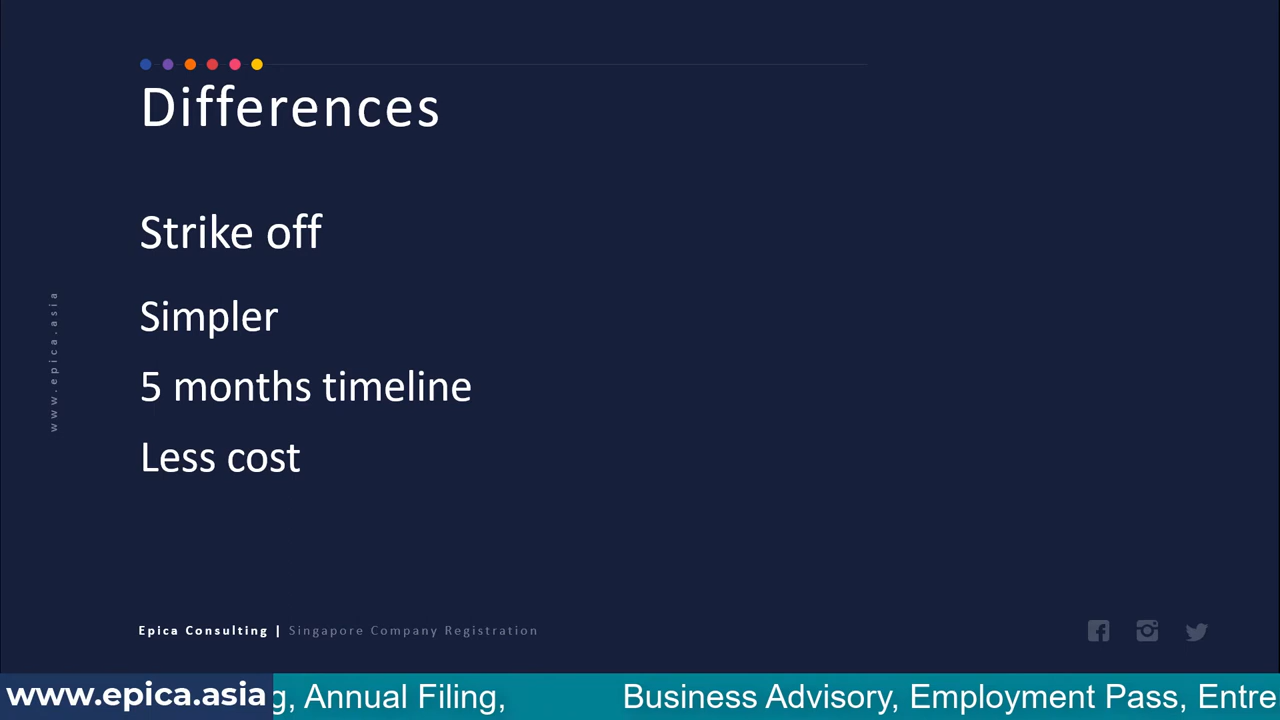 Differences
Strike off
Simpler
5 months timeline
Less cost
www.epica.asia
Epica Consulting | Singapore Company Registration
www.epica.asia
g, Annual Filing, Business Advisory, Employment Pass, Entre